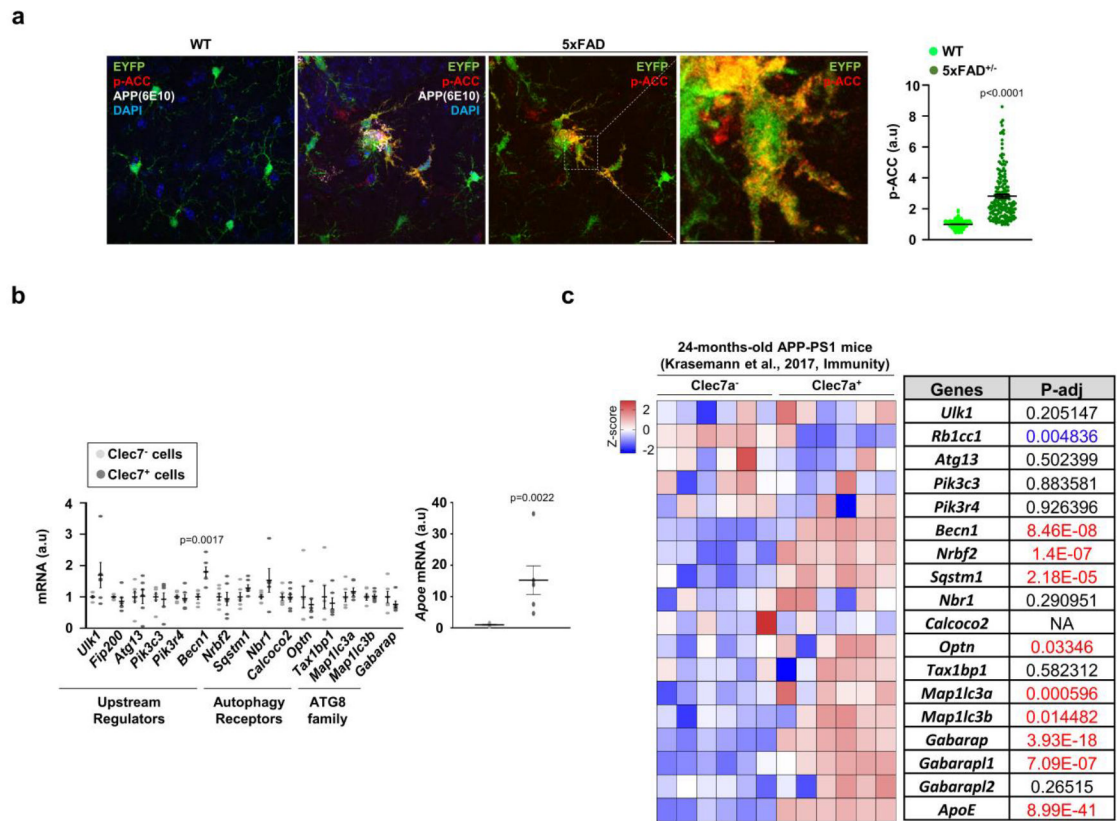 a
WT
5xFAD
EYFP
p-ACC
APP(6E10)
DAPI
EYFP
p-ACC
APP(6E10)
DAPI
EYFP
p-ACC
EYFP
p-ACC
WT
5xFAD+/-
p<0.0001
p-ACC (a.u)
10
8
6
4
2
0
b
Clec7- cells
Clec7+ cells
mRNA (a.u)
4
3
2
1
0
p=0.0017
Ulk1
Fip200
Atg13
Pik3c3
Pik3r4
Becn1
Nrbf2
Sqstm1
Nbr1
Calcoco2
Optn
Tax1bp1
Map1lc3a
Map1lc3b
Gabarap
Upstream
Regulators
Autophagy
Receptors
ATG8
family
Apoe mRNA (a.u)
50
40
30
20
10
0
p=0.0022
c
24-months-old APP-PS1 mice
(Krasemann et al., 2017, Immunity)
Clec7a-
Clec7a+
Z-score
2
0
-2
Genes P-adj
Ulk1 0.205147
Rb1cc1 0.004836
Atg13 0.502399
Pik3c3 0.883581
Pik3r4 0.926396
Becn1 8.46E-08
Nrbf2 1.4E-07
Sqstm1 2.18E-05
Nbr1 0.290951
Calcoco2 NA
Optn 0.03346
Tax1bp1 0.582312
Map1lc3a 0.000596
Map1lc3b 0.014482
Gabarap 3.93E-18
Gabarapl1 7.09E-07
Gabarapl2 0.26515
ApoE 8.99E-41